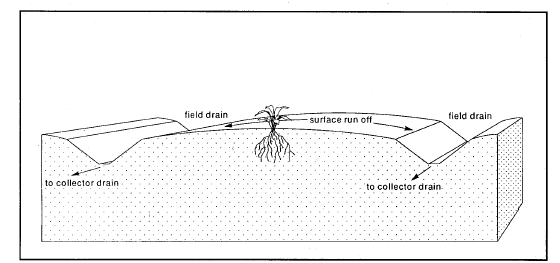 field drain
surface run off
field drain
to collector drain
to collector drain